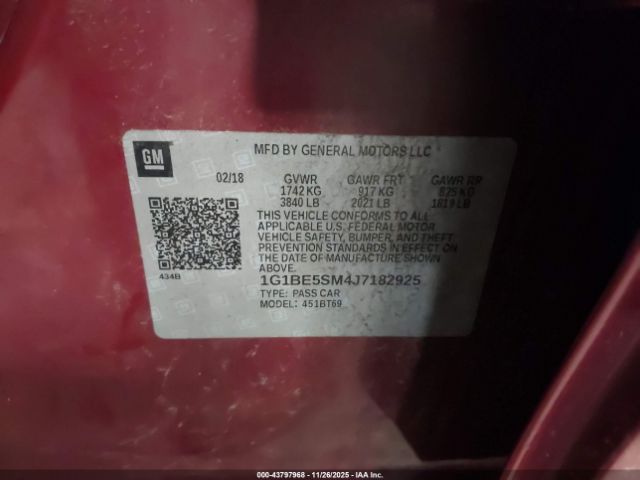 GM
MFD BY GENERAL MOTORS LLC
02/18 GVWR GAWR FRT GAWR RR
1742 KG 917 KG 825 KG
3840 LB 2021 LB 1819 LB
THIS VEHICLE CONFORMS TO ALL
APPLICABLE U.S. FEDERAL MOTOR
VEHICLE SAFETY, BUMPER, AND THEFT
PREVENTION STANDARDS IN EFFECT
ON THE DATE OF MANUFACTURE SHOWN
ABOVE.
434B
1G1BE5SM4J7182925
TYPE: PASS CAR
MODEL: 451BT69
000-43797968 11/26/2025 IAAI.COM